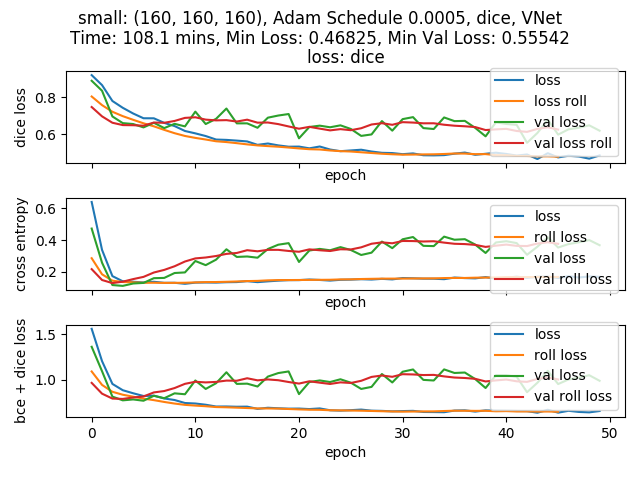 small: (160, 160, 160), Adam Schedule 0.0005, dice, VNet
Time: 108.1 mins, Min Loss: 0.46825, Min Val Loss: 0.55542
loss: dice
dice loss
0.8
0.6
loss
loss roll
val loss
val loss roll
epoch
cross entropy
0.6
0.4
0.2
loss
roll loss
val loss
val roll loss
epoch
bce + dice loss
1.5
1.0
loss
roll loss
val loss
val roll loss
0 10 20 30 40 50
epoch